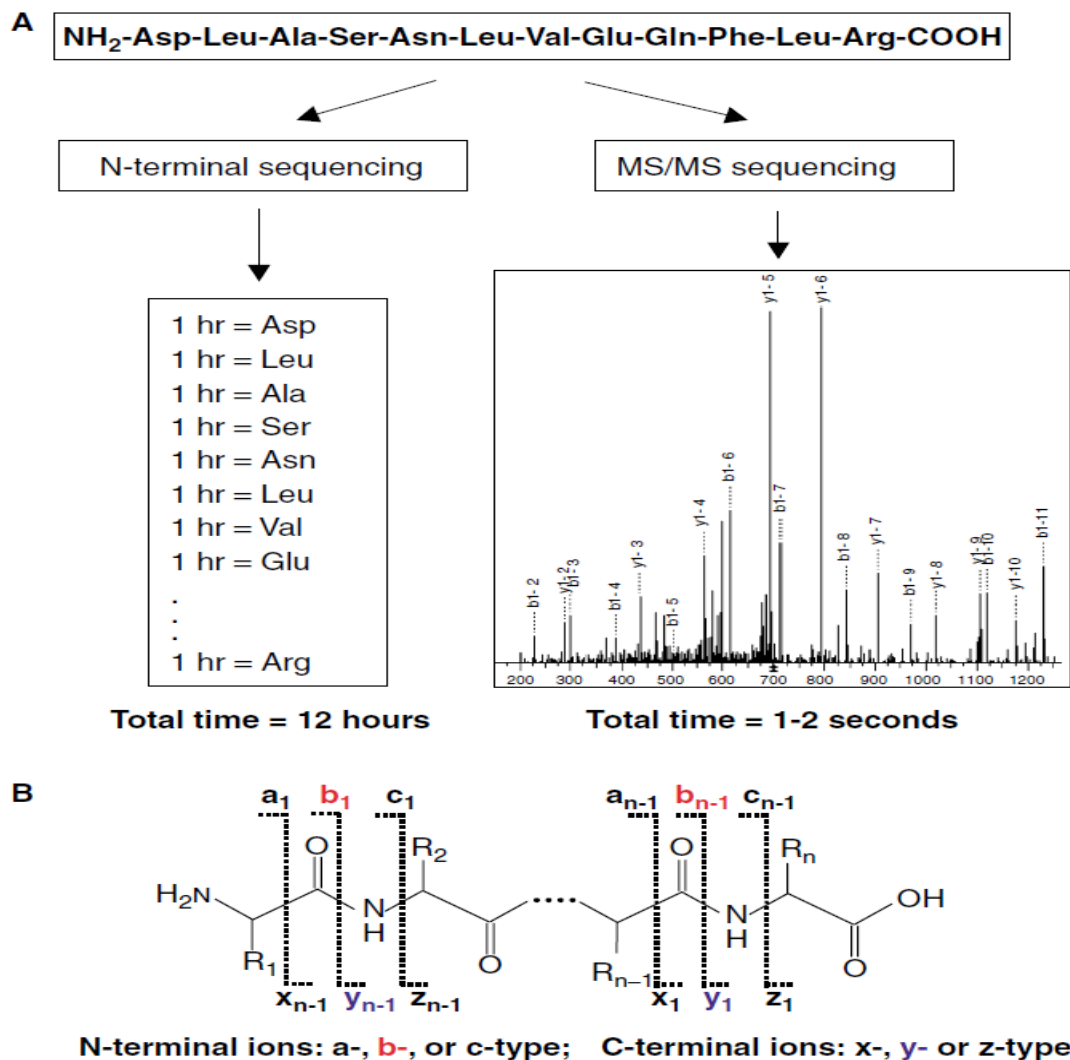 A
NH2-Asp-Leu-Ala-Ser-Asn-Leu-Val-Glu-Gln-Phe-Leu-Arg-COOH
N-terminal sequencing
MS/MS sequencing
1 hr = Asp
1 hr = Leu
1 hr = Ala
1 hr = Ser
1 hr = Asn
1 hr = Leu
1 hr = Val
1 hr = Glu
.
.
.
1 hr = Arg
Total time = 12 hours
b1- 2
y1- 2
b1- 3
b1- 4
y1- 3
b1- 5
y1- 4
b1- 6
y1- 5
b1- 7
y1- 6
b1- 8
y1- 7
b1- 9
y1- 8
y1- 9
b1-10
y1-10
b1-11
200 300 400 500 600 700 800 900 1000 1100 1200
Total time = 1-2 seconds
B
a1 b1 c1 an-1 bn-1 cn-1
O R2 O Rn
H2N N H OH
R1 O Rn-1 N H O
xn-1 yn-1 zn-1 x1 y1 z1
N-terminal ions: a-, b-, or c-type; C-terminal ions: x-, y- or z-type